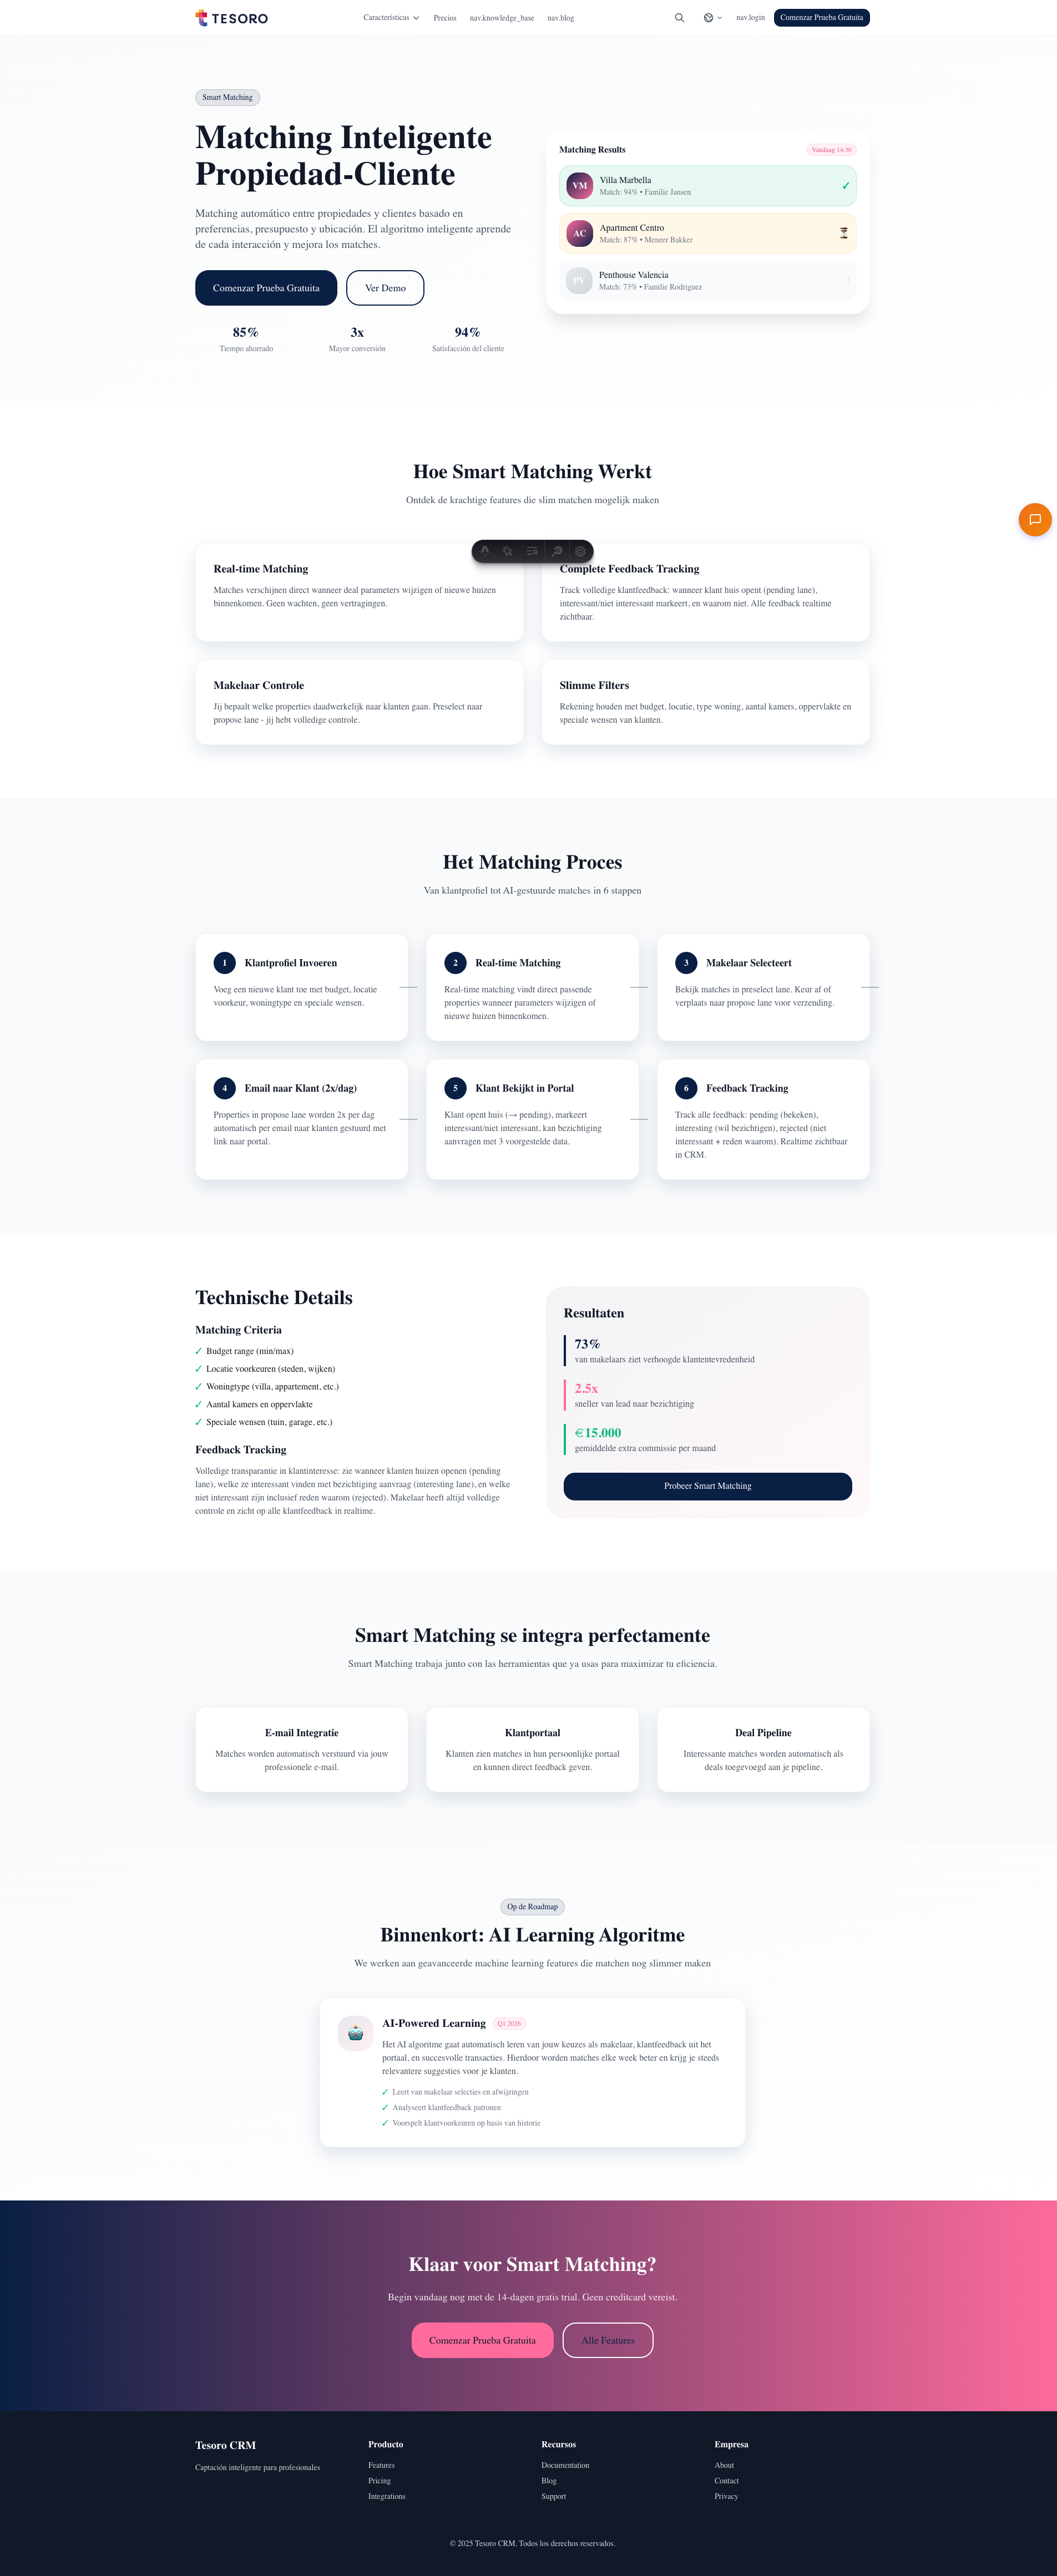 TESORO
Características
Precios
nav.knowledge_base
nav.blog
nav.login
Comenzar Prueba Gratuita
Smart Matching
Matching Inteligente
Propiedad-Cliente
Matching automático entre propiedades y clientes basado en
preferencias, presupuesto y ubicación. El algoritmo inteligente aprende
de cada interacción y mejora los matches.
Comenzar Prueba Gratuita
Ver Demo
85%
Tiempo ahorrado
3x
Mayor conversión
94%
Satisfacción del cliente
Matching Results
Vandaag 14:30
VM
Villa Marbella
Match: 94% • Familie Jansen
✓
AC
Apartment Centro
Match: 87% • Meneer Bakker
PV
Penthouse Valencia
Match: 73% • Familie Rodriguez
Hoe Smart Matching Werkt
Ontdek de krachtige features die slim matchen mogelijk maken
Real-time Matching
Matches verschijnen direct wanneer deal parameters wijzigen of nieuwe huizen
binnenkomen. Geen wachten, geen vertragingen.
Complete Feedback Tracking
Track volledige klantfeedback: wanneer klant huis opent (pending lane),
interessant/niet interessant markeert, en waarom niet. Alle feedback realtime
zichtbaar.
Makelaar Controle
Jij bepaalt welke properties daadwerkelijk naar klanten gaan. Preselect naar
propose lane - jij hebt volledige controle.
Slimme Filters
Rekening houden met budget, locatie, type woning, aantal kamers, oppervlakte en
speciale wensen van klanten.
Het Matching Proces
Van klantprofiel tot AI-gestuurde matches in 6 stappen
1
Klantprofiel Invoeren
Voeg een nieuwe klant toe met budget, locatie
voorkeur, woningtype en speciale wensen.
2
Real-time Matching
Real-time matching vindt direct passende
properties wanneer parameters wijzigen of
nieuwe huizen binnenkomen.
3
Makelaar Selecteert
Bekijk matches in preselect lane. Keur af of
verplaats naar propose lane voor verzending.
4
Email naar Klant (2x/dag)
Properties in propose lane worden 2x per dag
automatisch per email naar klanten gestuurd met
link naar portal.
5
Klant Bekijkt in Portal
Klant opent huis (→ pending), markeert
interessant/niet interessant, kan bezichtiging
aanvragen met 3 voorgestelde data.
6
Feedback Tracking
Track alle feedback: pending (bekeken),
interesting (wil bezichtigen), rejected (niet
interessant + reden waarom). Realtime zichtbaar
in CRM.
Technische Details
Matching Criteria
✓ Budget range (min/max)
✓ Locatie voorkeuren (steden, wijken)
✓ Woningtype (villa, appartement, etc.)
✓ Aantal kamers en oppervlakte
✓ Speciale wensen (tuin, garage, etc.)
Feedback Tracking
Volledige transparantie in klantinteresse: zie wanneer klanten huizen openen (pending
lane), welke ze interessant vinden met bezichtiging aanvraag (interesting lane), en welke
niet interessant zijn inclusief reden waarom (rejected). Makelaar heeft altijd volledige
controle en zicht op alle klantfeedback in realtime.
Resultaten
73%
van makelaars ziet verhoogde klantentevredenheid
2.5x
sneller van lead naar bezichtiging
€15.000
gemiddelde extra commissie per maand
Probeer Smart Matching
Smart Matching se integra perfectamente
Smart Matching trabaja junto con las herramientas que ya usas para maximizar tu eficiencia.
E-mail Integratie
Matches worden automatisch verstuurd via jouw
professionele e-mail.
Klantportaal
Klanten zien matches in hun persoonlijke portaal
en kunnen direct feedback geven.
Deal Pipeline
Interessante matches worden automatisch als
deals toegevoegd aan je pipeline.
Op de Roadmap
Binnenkort: AI Learning Algoritme
We werken aan geavanceerde machine learning features die matchen nog slimmer maken
AI-Powered Learning
Q1 2026
Het AI algoritme gaat automatisch leren van jouw keuzes als makelaar, klantfeedback uit het
portaal, en succesvolle transacties. Hierdoor worden matches elke week beter en krijg je steeds
relevantere suggesties voor je klanten.
✓ Leert van makelaar selecties en afwijzingen
✓ Analyseert klantfeedback patronen
✓ Voorspelt klantvoorkeuren op basis van historie
Klaar voor Smart Matching?
Begin vandaag nog met de 14-dagen gratis trial. Geen creditcard vereist.
Comenzar Prueba Gratuita
Alle Features
Tesoro CRM
Captación inteligente para profesionales
Producto
Features
Pricing
Integrations
Recursos
Documentation
Blog
Support
Empresa
About
Contact
Privacy
© 2025 Tesoro CRM. Todos los derechos reservados.